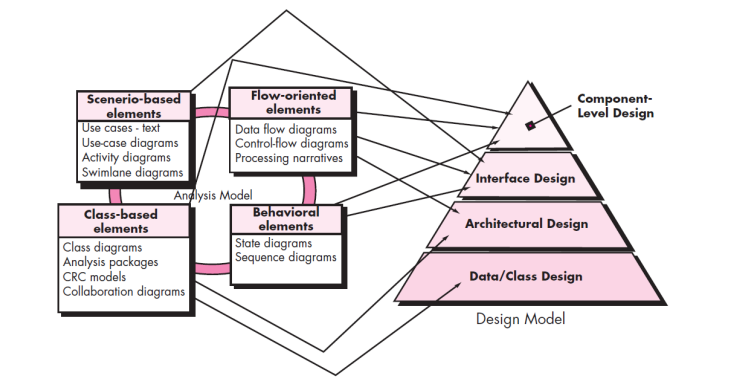 Scenerio-based
elements
Use cases - text
Use-case diagrams
Activity diagrams
Swimlane diagrams
Flow-oriented
elements
Data flow diagrams
Control-flow diagrams
Processing narratives
Analysis Model
Class-based
elements
Class diagrams
Analysis packages
CRC models
Collaboration diagrams
Behavioral
elements
State diagrams
Sequence diagrams
Component-
Level Design
Interface Design
Architectural Design
Data/Class Design
Design Model